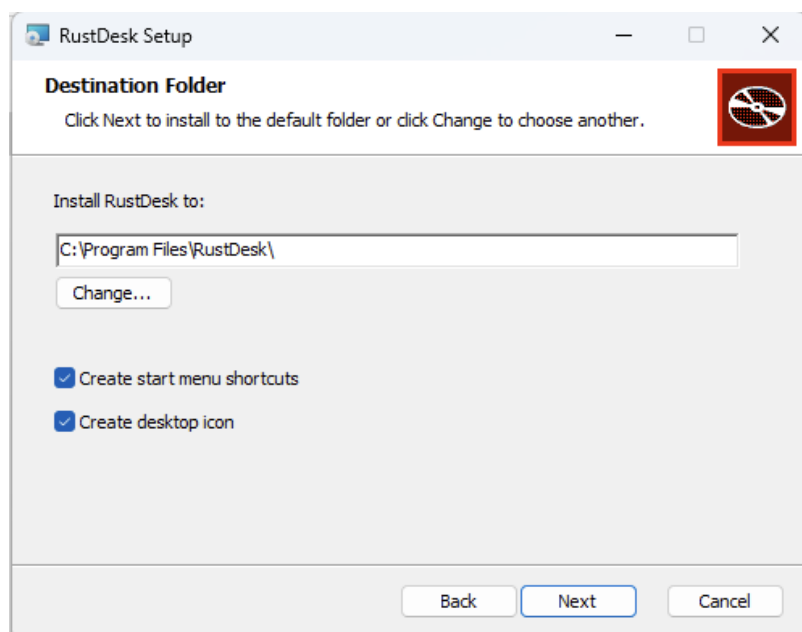 RustDesk Setup
Destination Folder
Click Next to install to the default folder or click Change to choose another.
Install RustDesk to:
C:\Program Files\RustDesk\
Change...
Create start menu shortcuts
Create desktop icon
Back Next Cancel